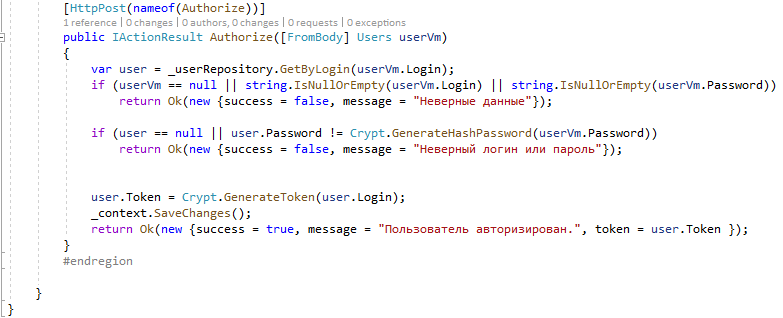 [HttpPost(nameof(Authorize))]
1 reference | 0 changes | 0 authors, 0 changes | 0 requests | 0 exceptions
public IActionResult Authorize([FromBody] Users userVm)
{
var user = _userRepository.GetByLogin(userVm.Login);
if (userVm == null || string.IsNullOrEmpty(userVm.Login) || string.IsNullOrEmpty(userVm.Password))
return Ok(new {success = false, message = "Неверные данные"});
if (user == null || user.Password != Crypt.GenerateHashPassword(userVm.Password))
return Ok(new {success = false, message = "Неверный логин или пароль"});
user.Token = Crypt.GenerateToken(user.Login);
_context.SaveChanges();
return Ok(new {success = true, message = "Пользователь авторизирован.", token = user.Token });
}
#endregion
}
}